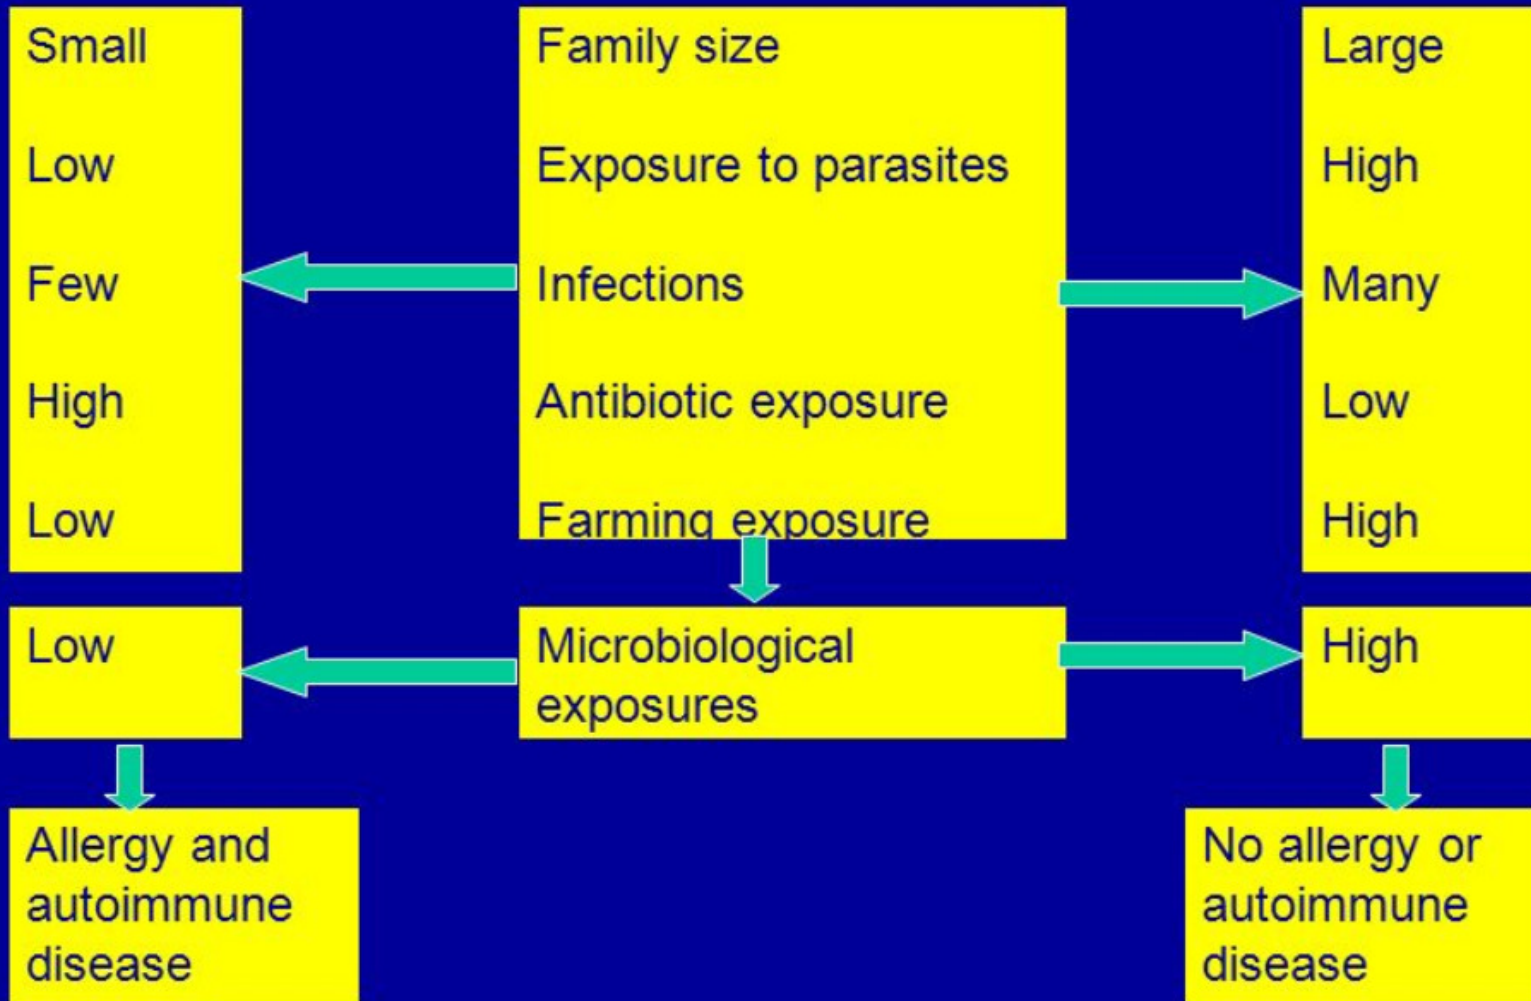 Small
Low
Few
High
Low
Family size
Exposure to parasites
Infections
Antibiotic exposure
Farming exposure
Large
High
Many
Low
High
Low
Microbiological
exposures
High
Allergy and
autoimmune
disease
No allergy or
autoimmune
disease